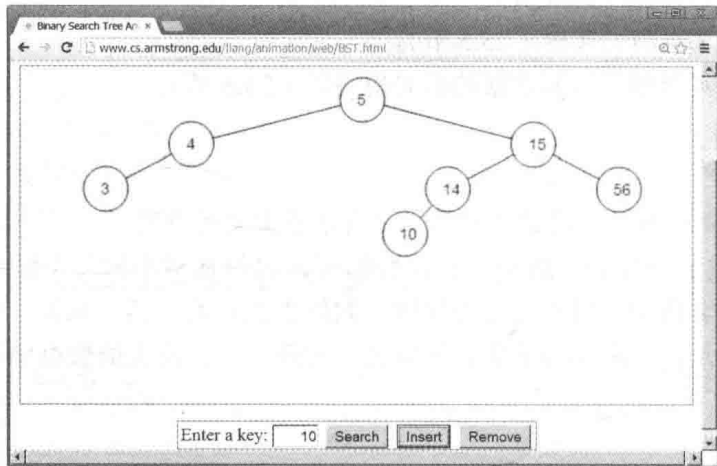 Binary Search Tree An
www.cs.armstrong.edu/liang/animation/web/BST.html
5
4
15
3
14
56
10
Enter a key: 10 Search Insert Remove